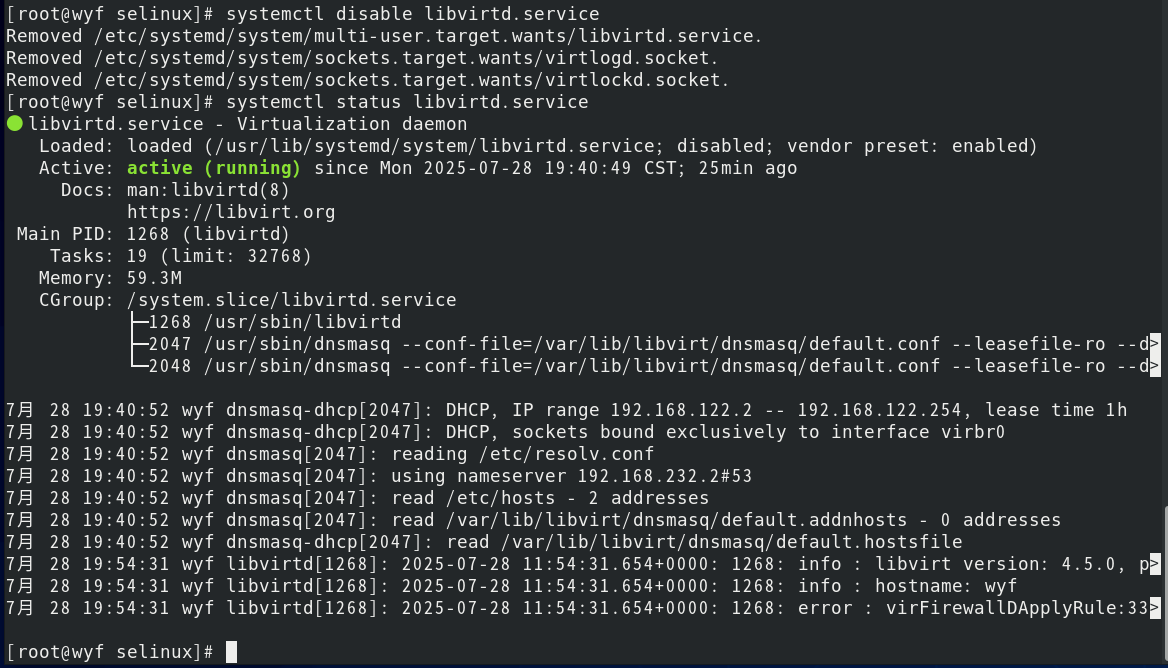 [root@wyf selinux]# systemctl disable libvirtd.service
Removed /etc/systemd/system/multi-user.target.wants/libvirtd.service.
Removed /etc/systemd/system/sockets.target.wants/virtlogd.socket.
Removed /etc/systemd/system/sockets.target.wants/virtlockd.socket.
[root@wyf selinux]# systemctl status libvirtd.service
● libvirtd.service - Virtualization daemon
   Loaded: loaded (/usr/lib/systemd/system/libvirtd.service; disabled; vendor preset: enabled)
   Active: active (running) since Mon 2025-07-28 19:40:49 CST; 25min ago
     Docs: man:libvirtd(8)
           https://libvirt.org
 Main PID: 1268 (libvirtd)
    Tasks: 19 (limit: 32768)
   Memory: 59.3M
   CGroup: /system.slice/libvirtd.service
           ├─1268 /usr/sbin/libvirtd
           ├─2047 /usr/sbin/dnsmasq --conf-file=/var/lib/libvirt/dnsmasq/default.conf --leasefile-ro --d>
           └─2048 /usr/sbin/dnsmasq --conf-file=/var/lib/libvirt/dnsmasq/default.conf --leasefile-ro --d>
7月 28 19:40:52 wyf dnsmasq-dhcp[2047]: DHCP, IP range 192.168.122.2 -- 192.168.122.254, lease time 1h
7月 28 19:40:52 wyf dnsmasq-dhcp[2047]: DHCP, sockets bound exclusively to interface virbr0
7月 28 19:40:52 wyf dnsmasq[2047]: reading /etc/resolv.conf
7月 28 19:40:52 wyf dnsmasq[2047]: using nameserver 192.168.232.2#53
7月 28 19:40:52 wyf dnsmasq[2047]: read /etc/hosts - 2 addresses
7月 28 19:40:52 wyf dnsmasq[2047]: read /var/lib/libvirt/dnsmasq/default.addnhosts - 0 addresses
7月 28 19:40:52 wyf dnsmasq-dhcp[2047]: read /var/lib/libvirt/dnsmasq/default.hostsfile
7月 28 19:54:31 wyf libvirtd[1268]: 2025-07-28 11:54:31.654+0000: 1268: info : libvirt version: 4.5.0, p>
7月 28 19:54:31 wyf libvirtd[1268]: 2025-07-28 11:54:31.654+0000: 1268: info : hostname: wyf
7月 28 19:54:31 wyf libvirtd[1268]: 2025-07-28 11:54:31.654+0000: 1268: error : virFirewallDApplyRule:33>
[root@wyf selinux]#